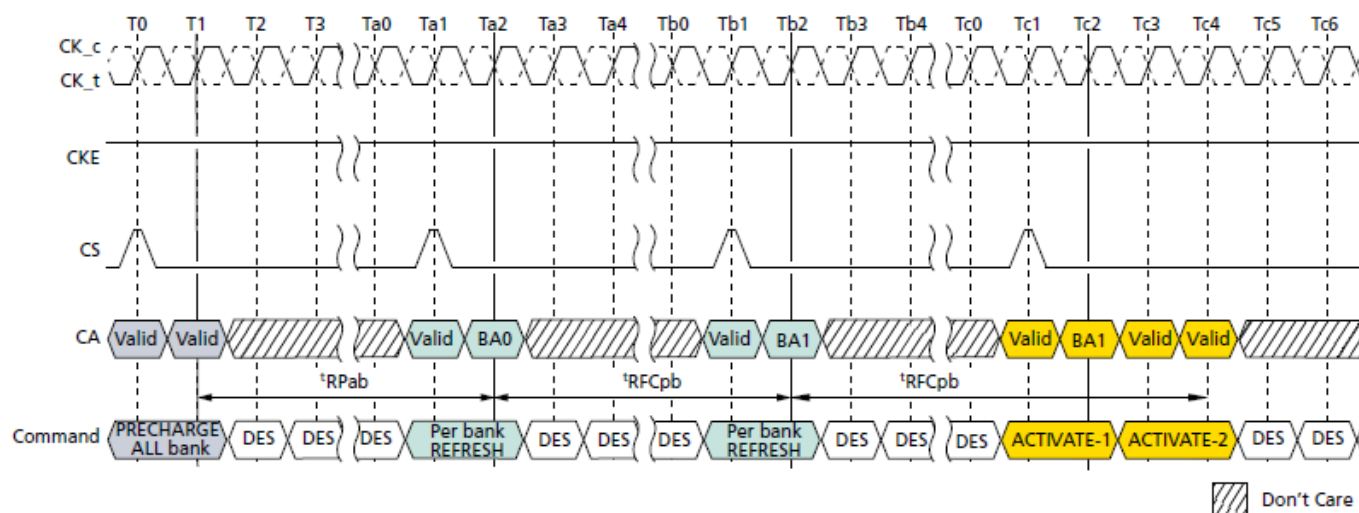 T0 T1 T2 T3 Ta0 Ta1 Ta2 Ta3 Ta4 Tb0 Tb1 Tb2 Tb3 Tb4 Tc0 Tc1 Tc2 Tc3 Tc4 Tc5 Tc6
CK_c
CK_t
CKE
CS
CA Valid Valid Valid BA0 Valid BA1 Valid BA1 Valid Valid
tRPab tRFCpb tRFCpb
Command PRECHARGE ALL bank DES DES DES Per bank REFRESH DES DES DES Per bank REFRESH DES DES DES ACTIVATE-1 ACTIVATE-2 DES DES
Don't Care